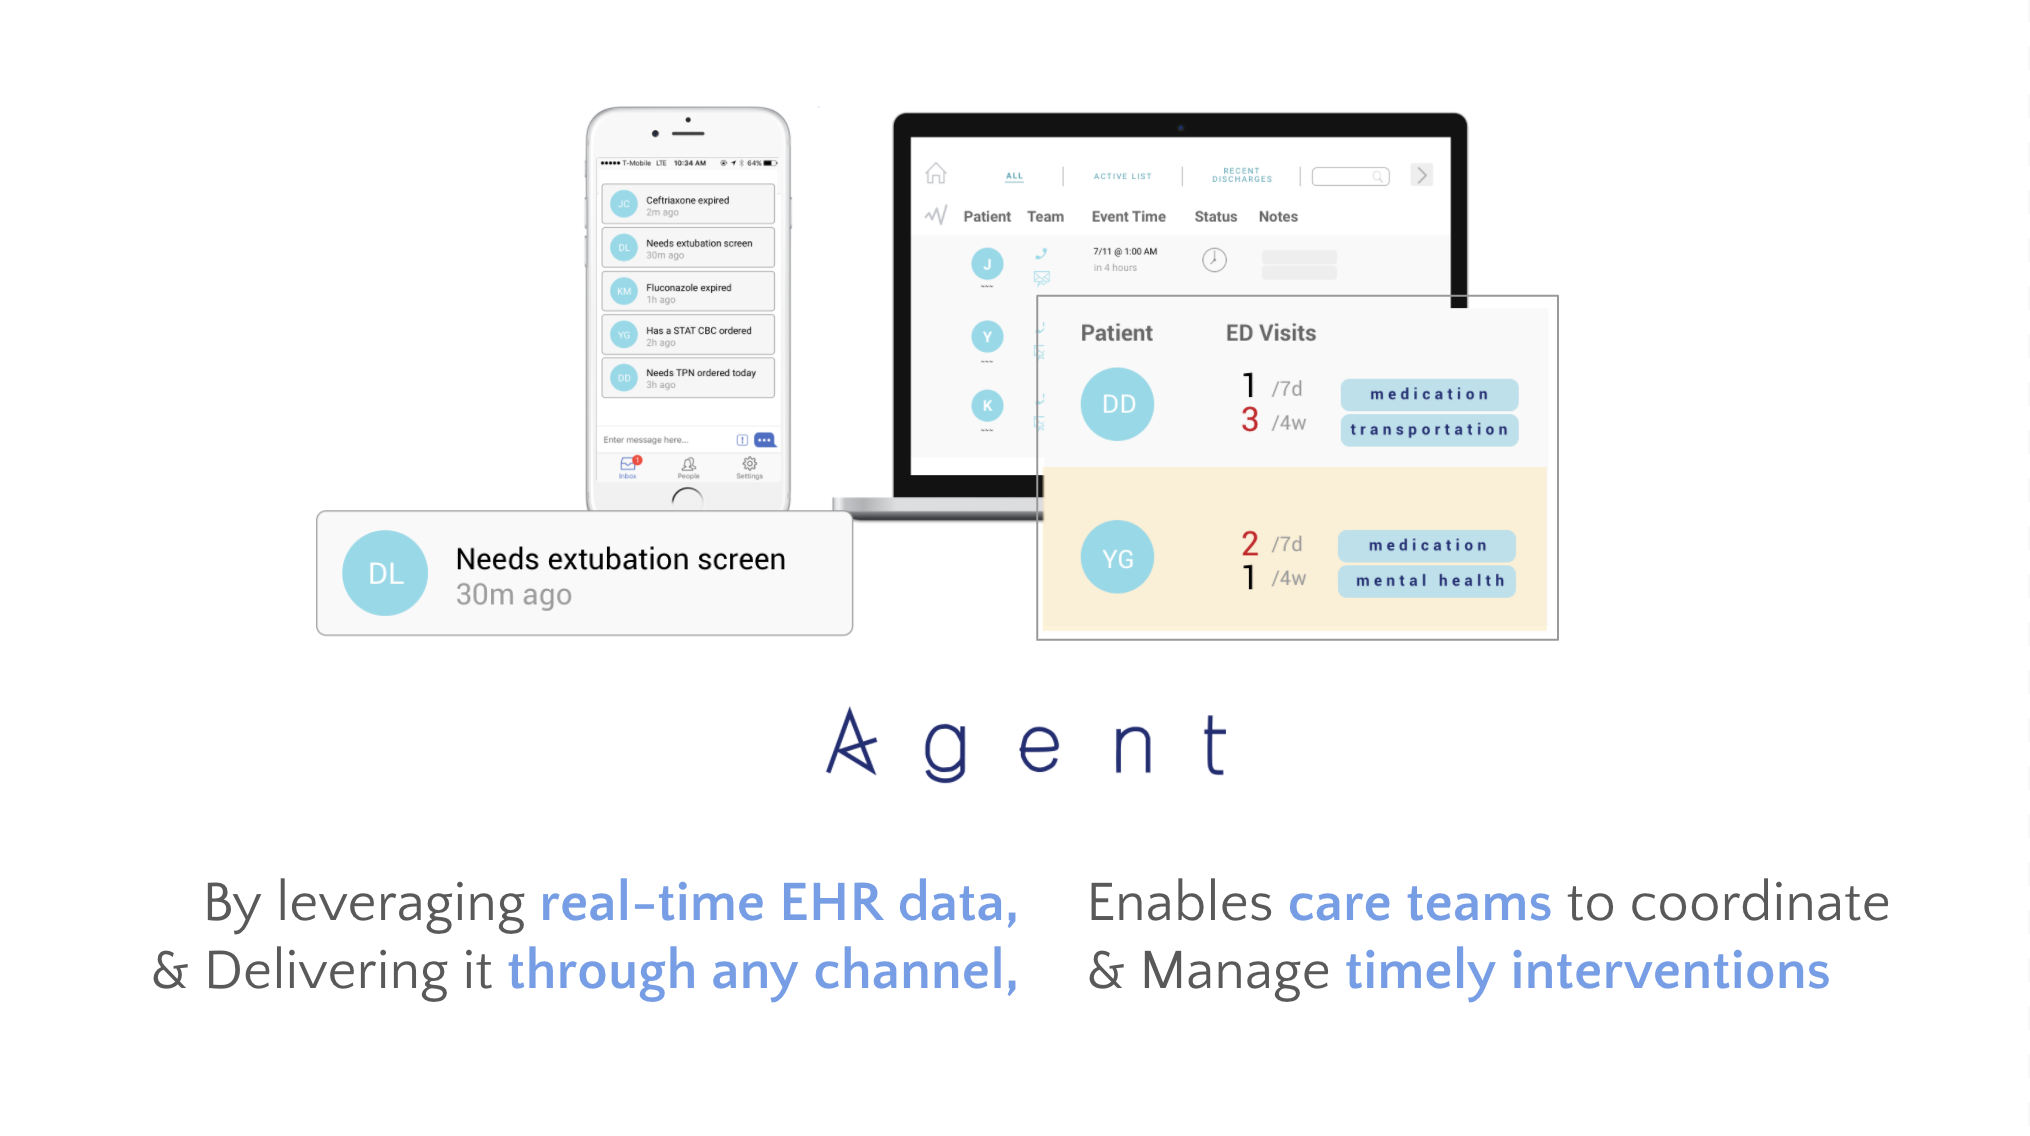 T-Mobile LTE 10:34 AM 64%
JC Ceftriaxone expired
2m ago
DL Needs extubation screen
30m ago
KM Fluconazole expired
1h ago
YG Has a STAT CBC ordered
2h ago
DD Needs TPN ordered today
3h ago
Enter message here...
1
Inbox People Settings
DL Needs extubation screen
30m ago
ALL ACTIVE LIST RECENT DISCHARGES
Patient Team Event Time Status Notes
J 7/11 @ 1:00 AM
in 4 hours
Y
K
Patient ED Visits
DD 1 /7d medication
3 /4w transportation
YG 2 /7d medication
1 /4w mental health
Agent
By leveraging real-time EHR data,
& Delivering it through any channel,
Enables care teams to coordinate
& Manage timely interventions